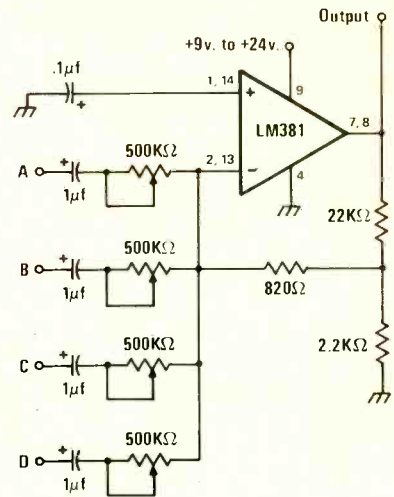 Output
+9v. to +24v.
.1µf
+
1, 14
+
9
7, 8
LM381
A
+
1µf
500KΩ
2, 13
−
4
22KΩ
B
+
1µf
500KΩ
820Ω
C
+
1µf
500KΩ
2.2KΩ
D
+
1µf
500KΩ